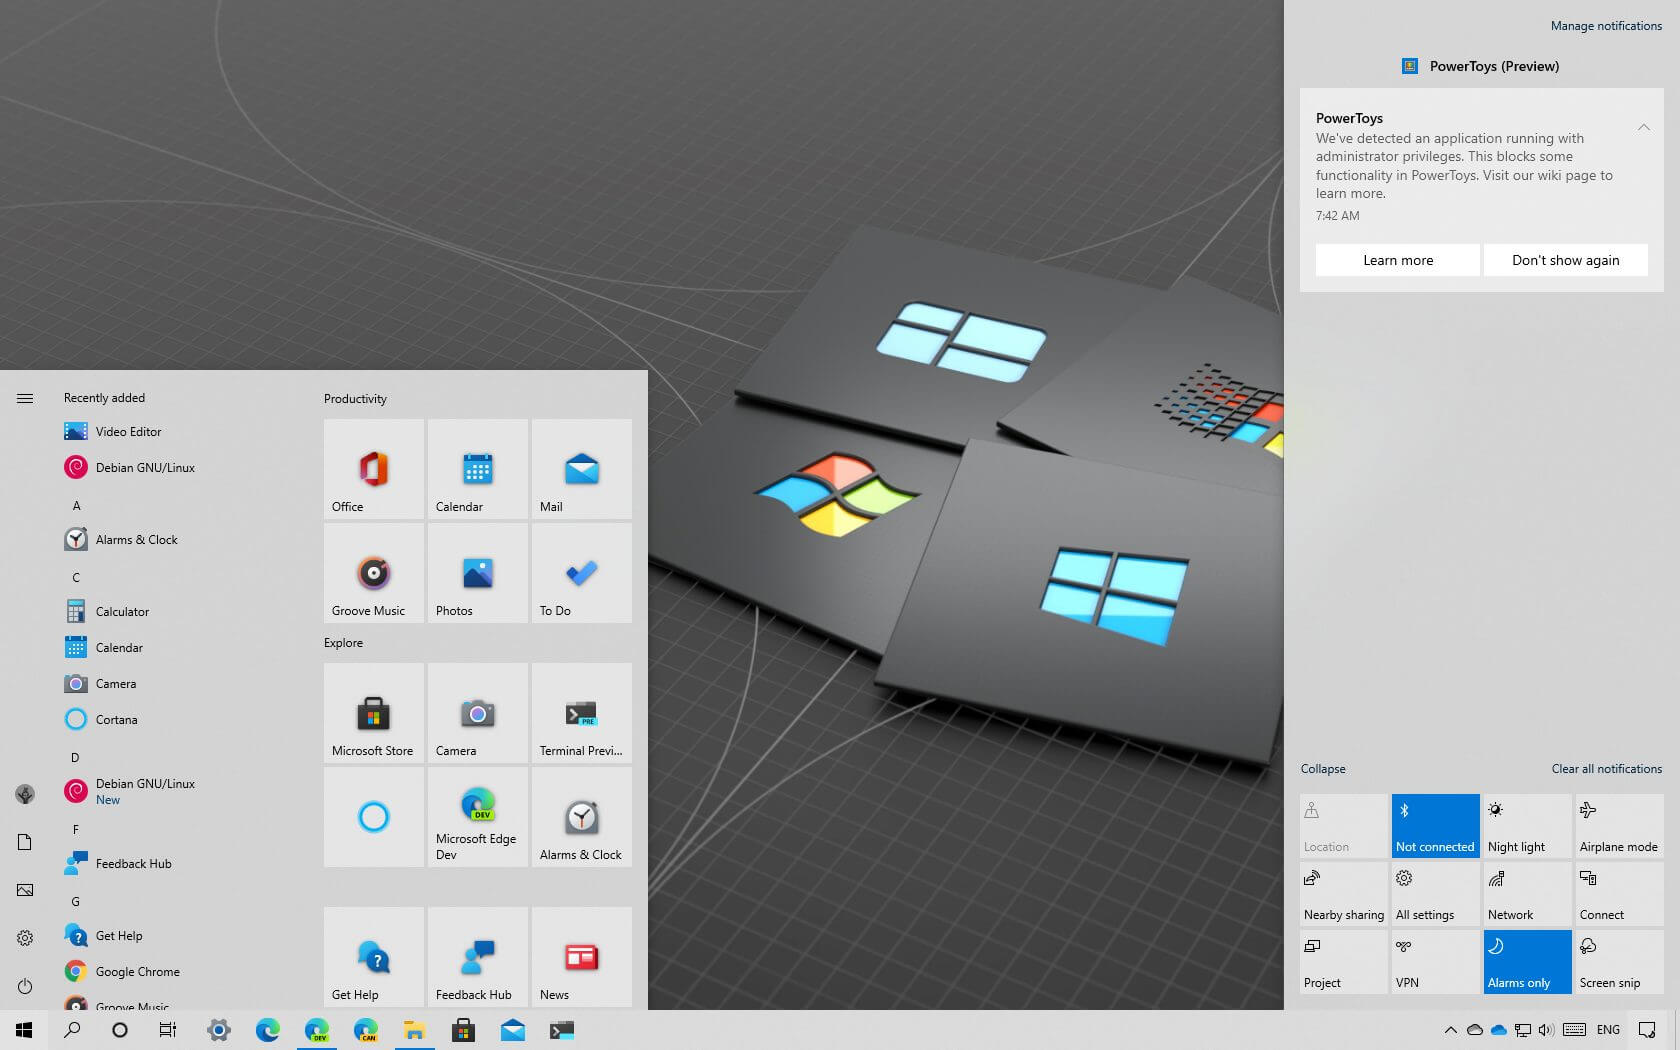 Manage notifications
PowerToys (Preview)
PowerToys
We've detected an application running with
administrator privileges. This blocks some
functionality in PowerToys. Visit our wiki page to
learn more.
7:42 AM
Learn more
Don't show again
Recently added
Video Editor
Debian GNU/Linux
A
Alarms & Clock
C
Calculator
Calendar
Camera
Cortana
D
Debian GNU/Linux
New
F
Feedback Hub
G
Get Help
Google Chrome
Groove Music
Productivity
Office
Calendar
Mail
Groove Music
Photos
To Do
Explore
Microsoft Store
Camera
PRE
Terminal Previ...
DEV
Microsoft Edge
Dev
Alarms & Clock
Get Help
Feedback Hub
News
Collapse
Clear all notifications
Location
Not connected
Night light
Airplane mode
Nearby sharing
All settings
Network
Connect
Project
VPN
Alarms only
Screen snip
DEV
CAN
ENG